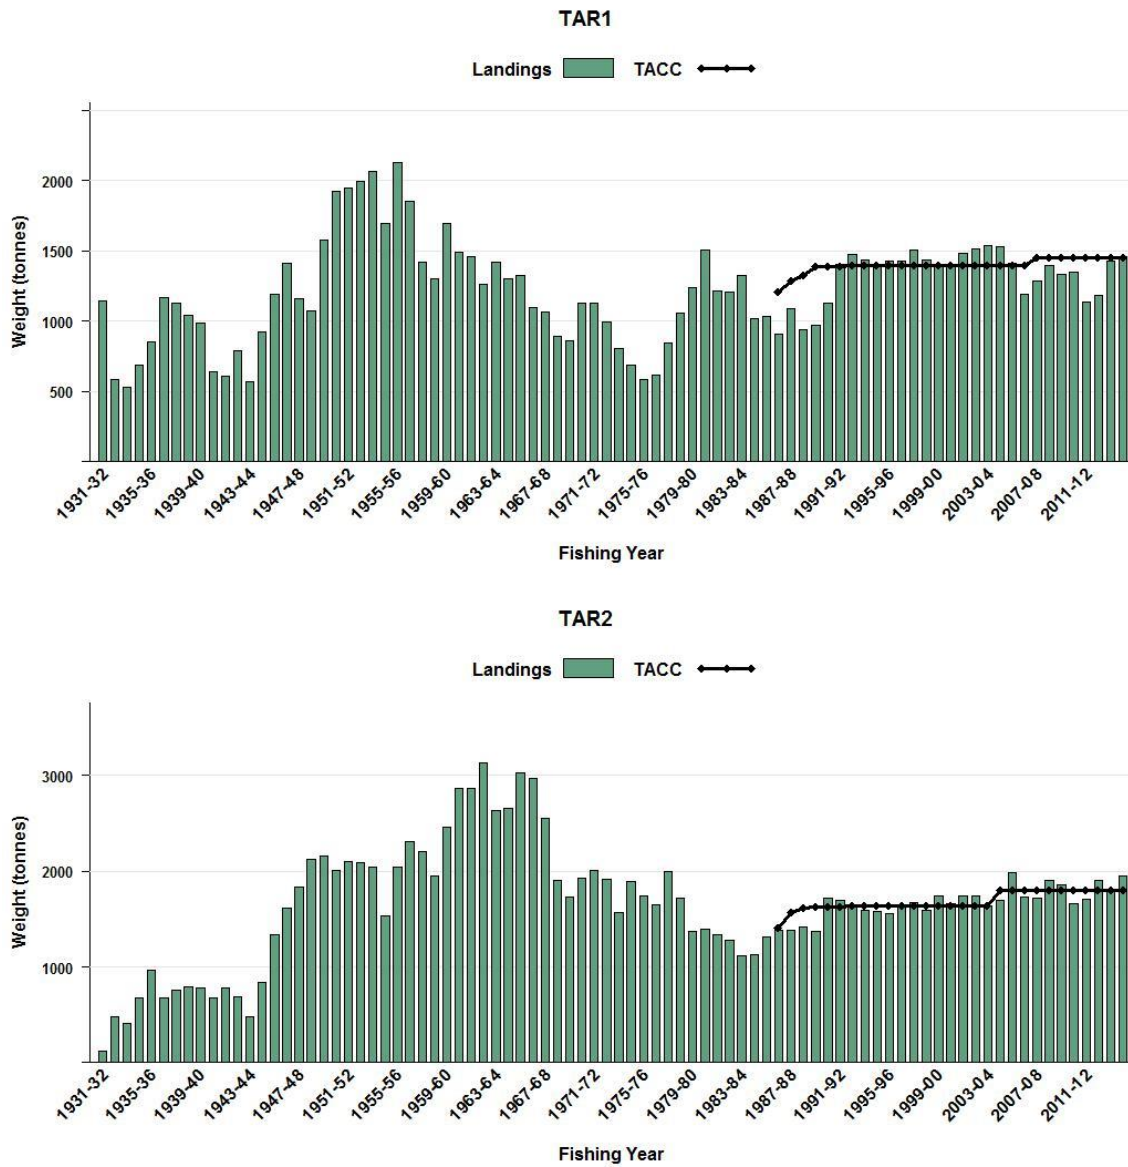 TAR1
Landings TACC
Weight (tonnes)
2000
1500
1000
500
1931-32 1935-36 1939-40 1943-44 1947-48 1951-52 1955-56 1959-60 1963-64 1967-68 1971-72 1975-76 1979-80 1983-84 1987-88 1991-92 1995-96 1999-00 2003-04 2007-08 2011-12
Fishing Year
TAR2
Landings TACC
Weight (tonnes)
3000
2000
1000
1931-32 1935-36 1939-40 1943-44 1947-48 1951-52 1955-56 1959-60 1963-64 1967-68 1971-72 1975-76 1979-80 1983-84 1987-88 1991-92 1995-96 1999-00 2003-04 2007-08 2011-12
Fishing Year